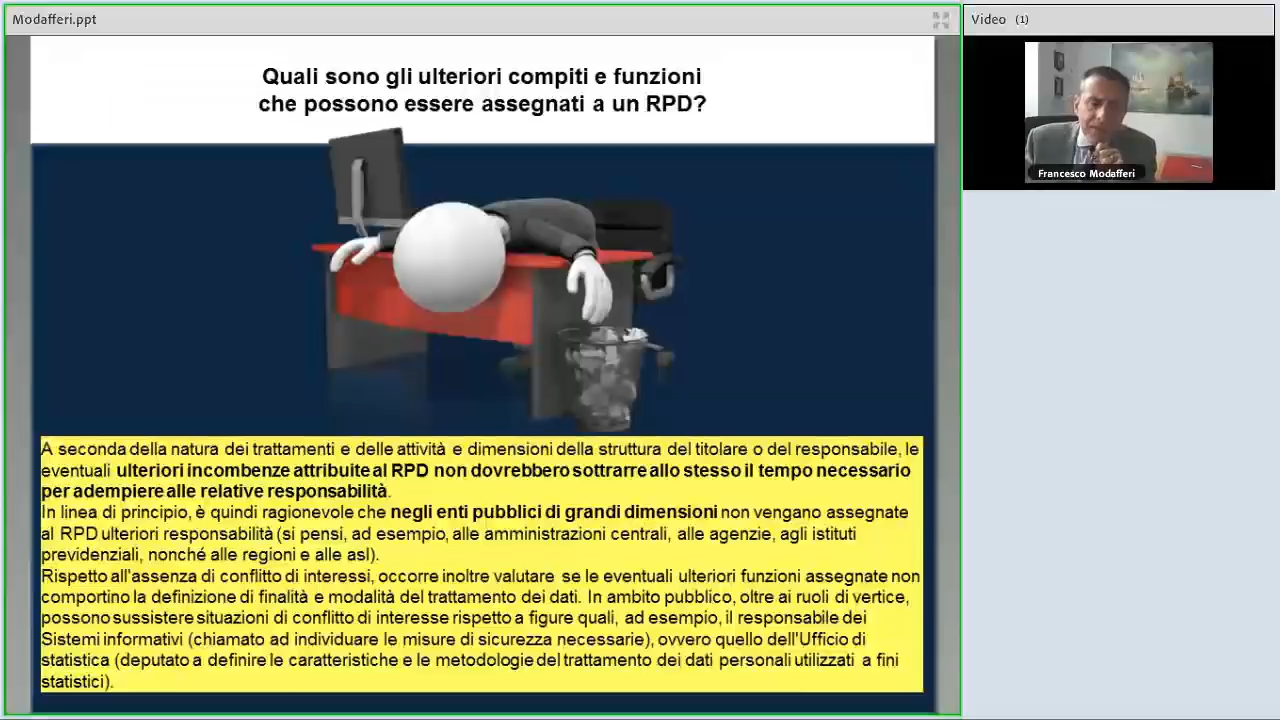 Modafferi.ppt
Video (1)
Quali sono gli ulteriori compiti e funzioni
che possono essere assegnati a un RPD?
Francesco Modafferi
A seconda della natura dei trattamenti e delle attività e dimensioni della struttura del titolare o del responsabile, le
eventuali ulteriori incombenze attribuite al RPD non dovrebbero sottrarre allo stesso il tempo necessario
per adempiere alle relative responsabilità.
In linea di principio, è quindi ragionevole che negli enti pubblici di grandi dimensioni non vengano assegnate
al RPD ulteriori responsabilità (si pensi, ad esempio, alle amministrazioni centrali, alle agenzie, agli istituti
previdenziali, nonché alle regioni e alle asl).
Rispetto all'assenza di conflitto di interessi, occorre inoltre valutare se le eventuali ulteriori funzioni assegnate non
comportino la definizione di finalità e modalità del trattamento dei dati. In ambito pubblico, oltre ai ruoli di vertice,
possono sussistere situazioni di conflitto di interesse rispetto a figure quali, ad esempio, il responsabile dei
Sistemi informativi (chiamato ad individuare le misure di sicurezza necessarie), ovvero quello dell'Ufficio di
statistica (deputato a definire le caratteristiche e le metodologie del trattamento dei dati personali utilizzati a fini
statistici).